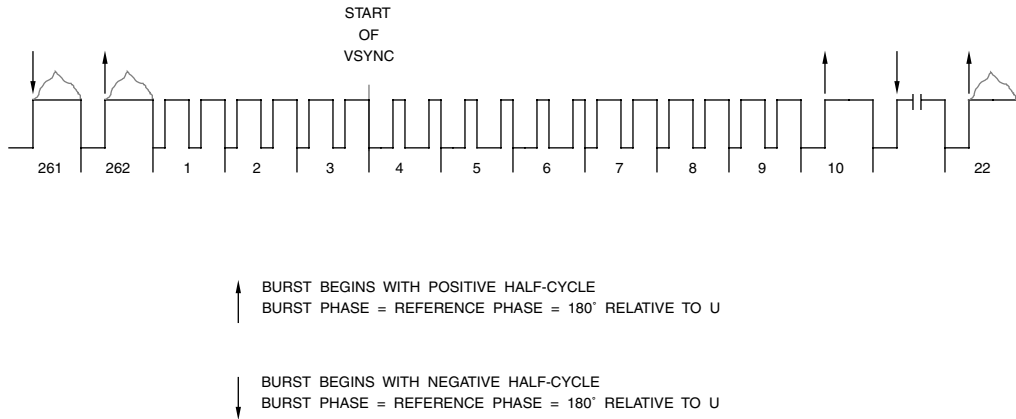 START
OF
VSYNC
261 262 1 2 3 4 5 6 7 8 9 10 22
BURST BEGINS WITH POSITIVE HALF-CYCLE
BURST PHASE = REFERENCE PHASE = 180˚ RELATIVE TO U
BURST BEGINS WITH NEGATIVE HALF-CYCLE
BURST PHASE = REFERENCE PHASE = 180˚ RELATIVE TO U